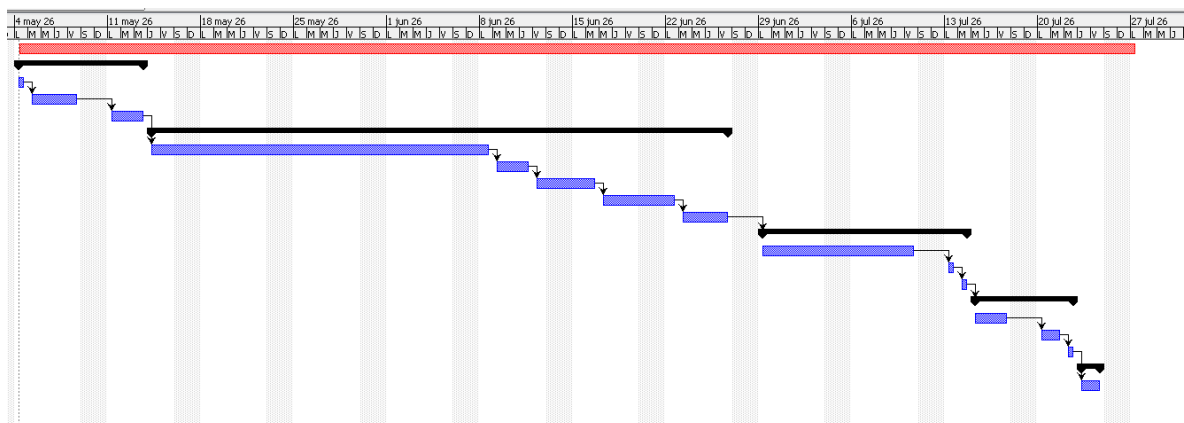 4 may 26 11 may 26 18 may 26 25 may 26 1 jun 26 8 jun 26 15 jun 26 22 jun 26 29 jun 26 6 jul 26 13 jul 26 20 jul 26 27 jul 26
D L M M J V S D L M M J V S D L M M J V S D L M M J V S D L M M J V S D L M M J V S D L M M J V S D L M M J V S D L M M J V S D L M M J V S D L M M J V S D L M M J V S D L M M J